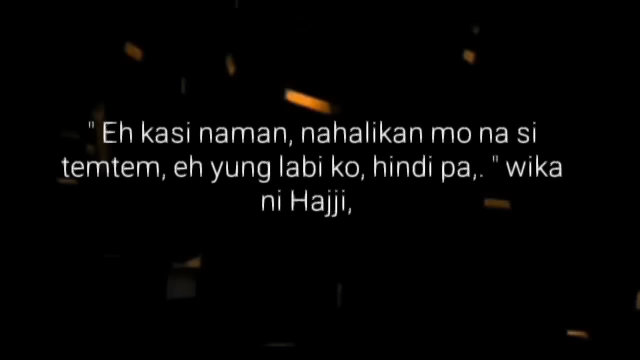 " Eh kasi naman, nahalikan mo na si
temtem, eh yung labi ko, hindi pa,. " wika
ni Hajji,